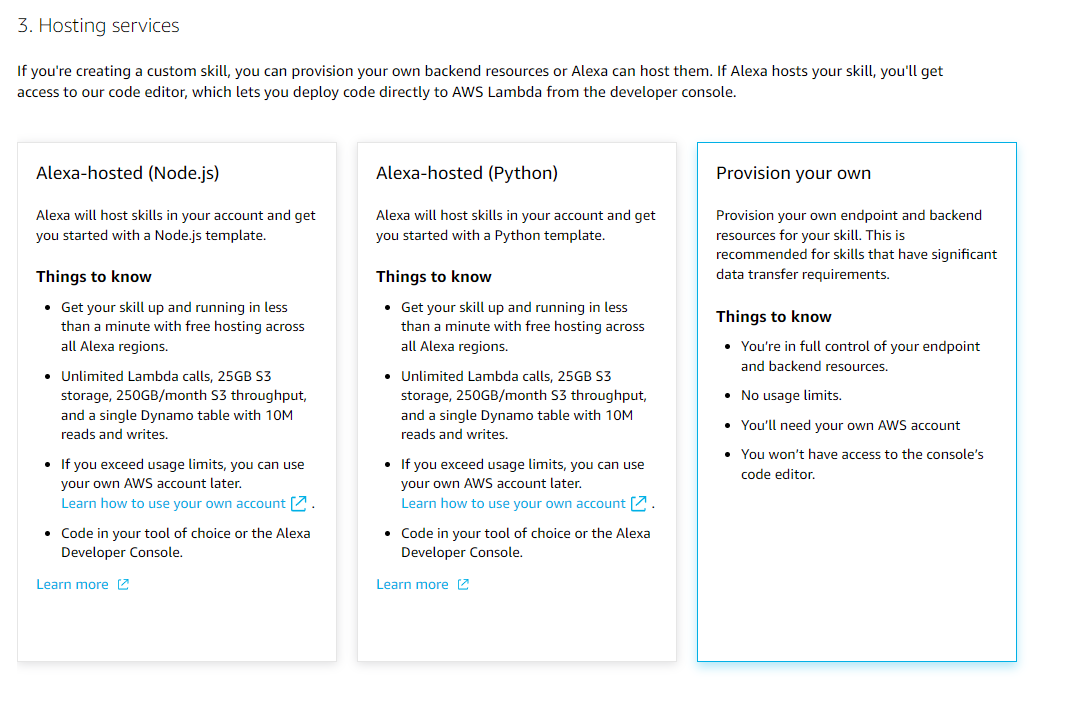 3. Hosting services
If you're creating a custom skill, you can provision your own backend resources or Alexa can host them. If Alexa hosts your skill, you'll get
access to our code editor, which lets you deploy code directly to AWS Lambda from the developer console.
Alexa-hosted (Node.js)
Alexa will host skills in your account and get
you started with a Node.js template.
Things to know
Get your skill up and running in less
than a minute with free hosting across
all Alexa regions.
Unlimited Lambda calls, 25GB S3
storage, 250GB/month S3 throughput,
and a single Dynamo table with 10M
reads and writes.
If you exceed usage limits, you can use
your own AWS account later.
Learn how to use your own account .
Code in your tool of choice or the Alexa
Developer Console.
Learn more
Alexa-hosted (Python)
Alexa will host skills in your account and get
you started with a Python template.
Things to know
Get your skill up and running in less
than a minute with free hosting across
all Alexa regions.
Unlimited Lambda calls, 25GB S3
storage, 250GB/month S3 throughput,
and a single Dynamo table with 10M
reads and writes.
If you exceed usage limits, you can use
your own AWS account later.
Learn how to use your own account .
Code in your tool of choice or the Alexa
Developer Console.
Learn more
Provision your own
Provision your own endpoint and backend
resources for your skill. This is
recommended for skills that have significant
data transfer requirements.
Things to know
You’re in full control of your endpoint
and backend resources.
No usage limits.
You’ll need your own AWS account
You won’t have access to the console’s
code editor.